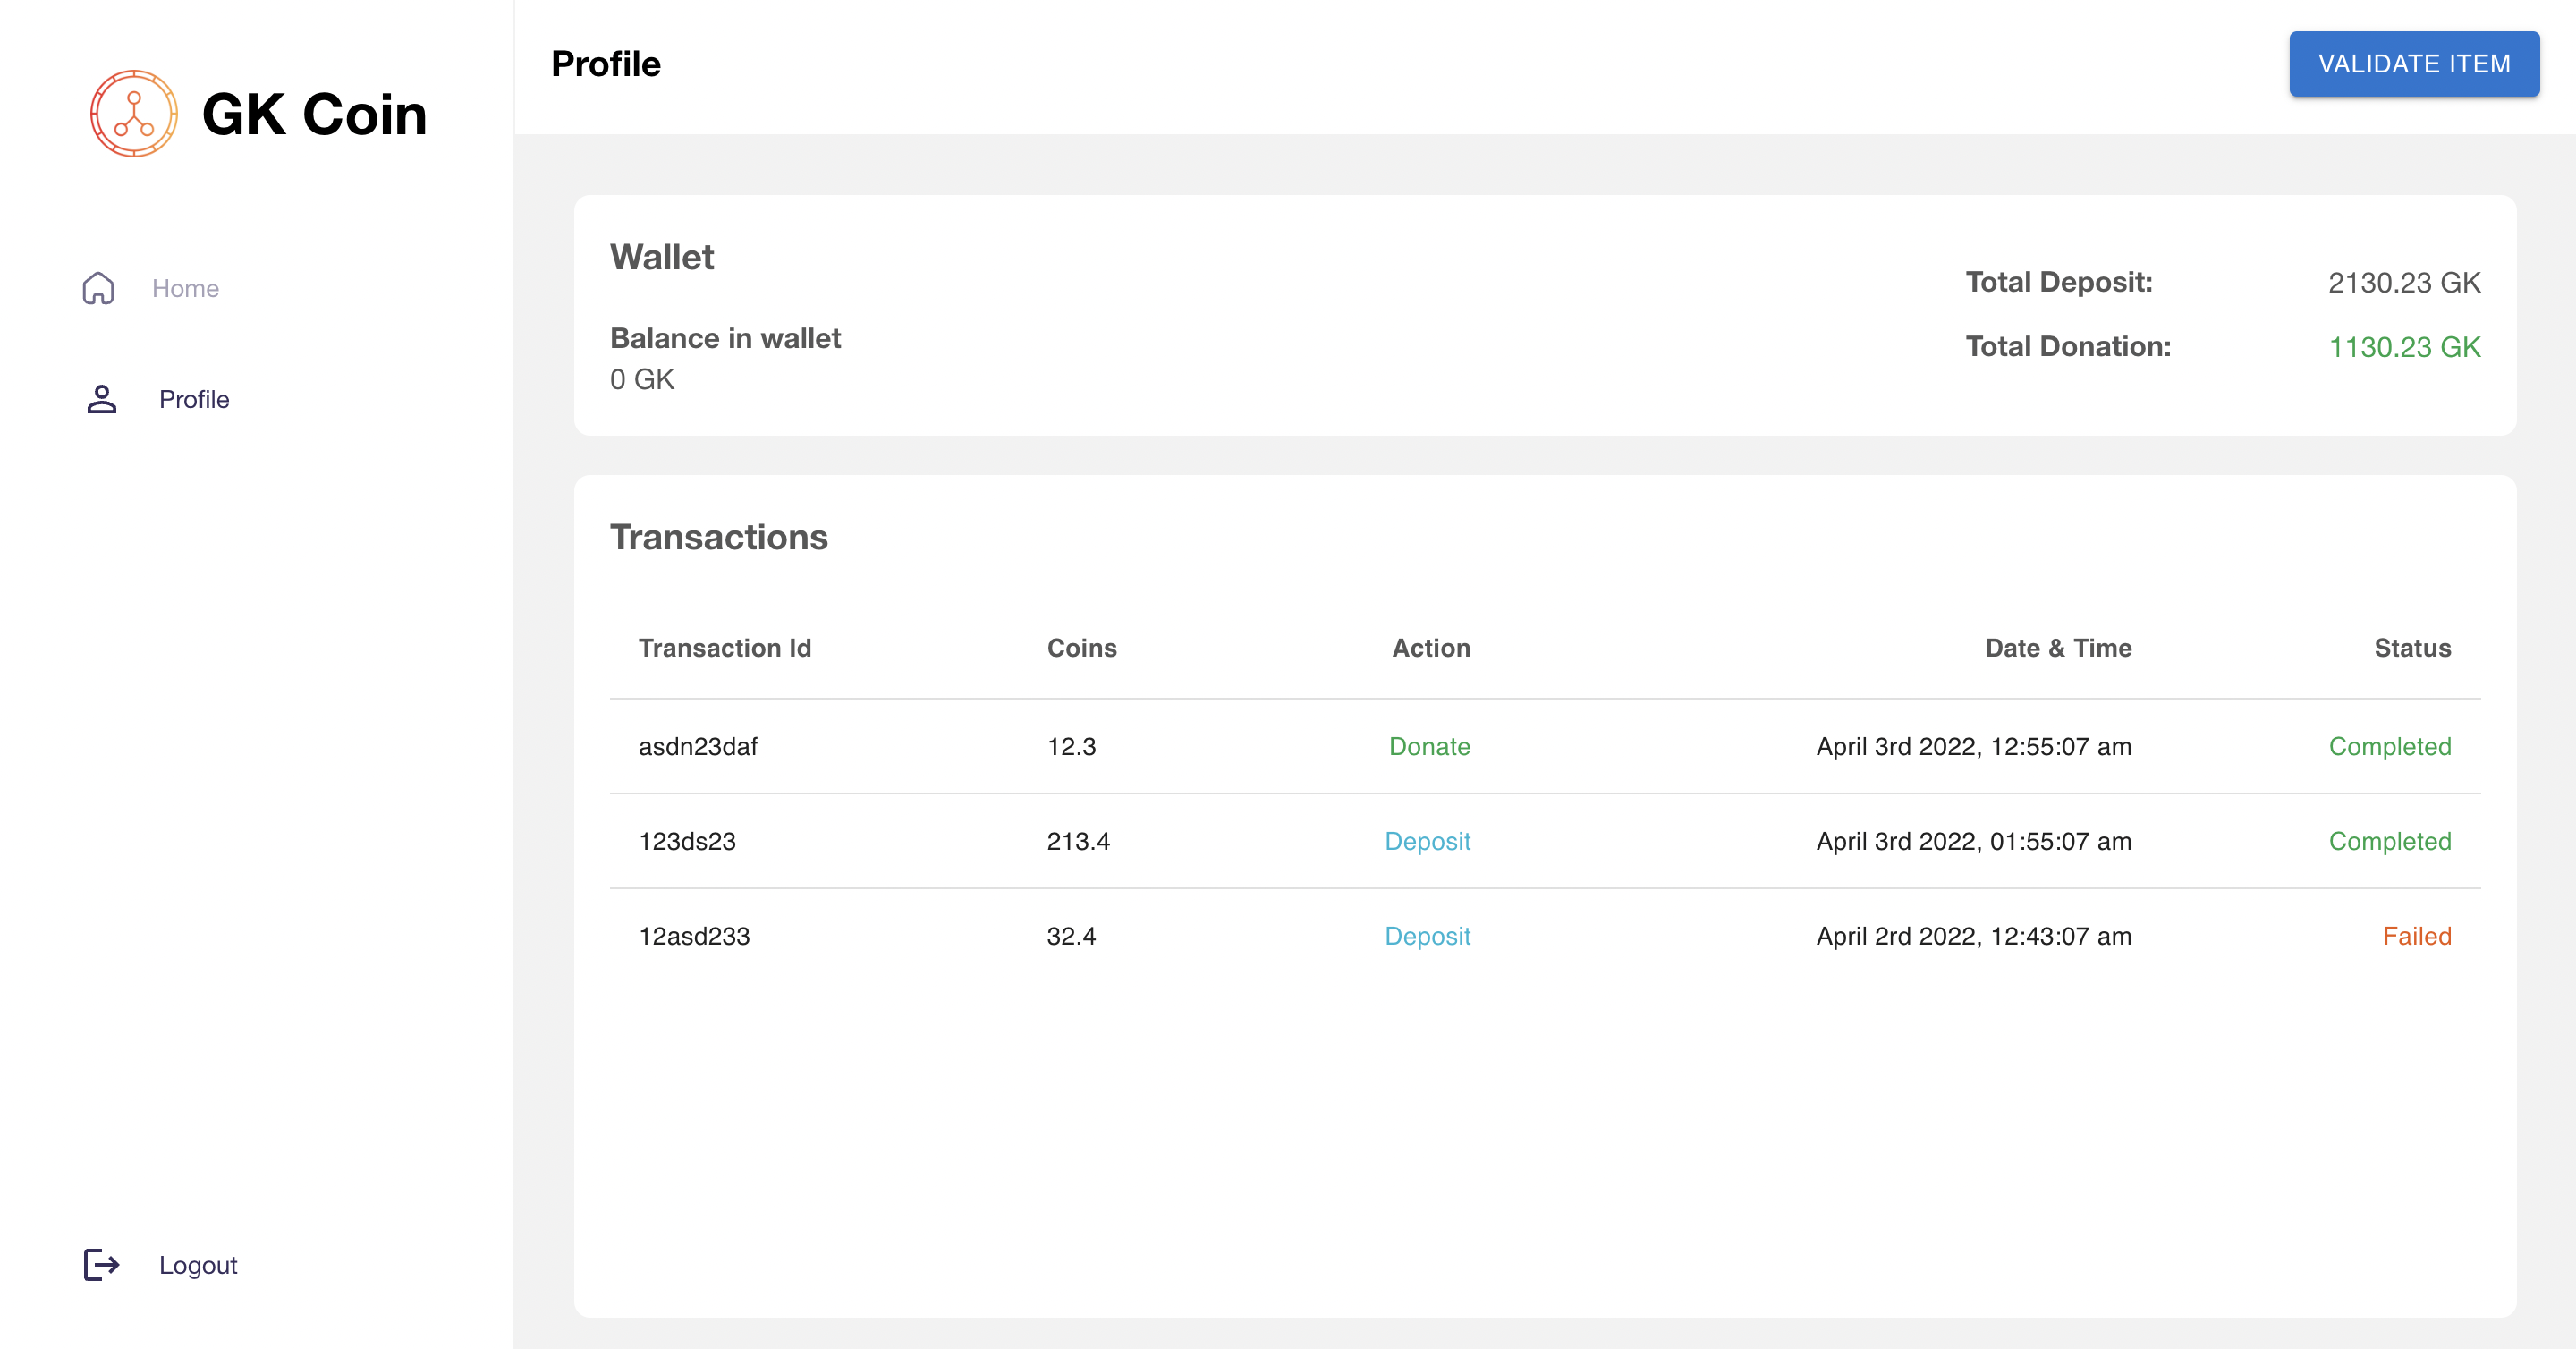 GK Coin
Home
Profile
Logout
Profile
VALIDATE ITEM
Wallet
Balance in wallet
0 GK
Total Deposit: 2130.23 GK
Total Donation: 1130.23 GK
Transactions
Transaction Id Coins Action Date & Time Status
asdn23daf 12.3 Donate April 3rd 2022, 12:55:07 am Completed
123ds23 213.4 Deposit April 3rd 2022, 01:55:07 am Completed
12asd233 32.4 Deposit April 2rd 2022, 12:43:07 am Failed